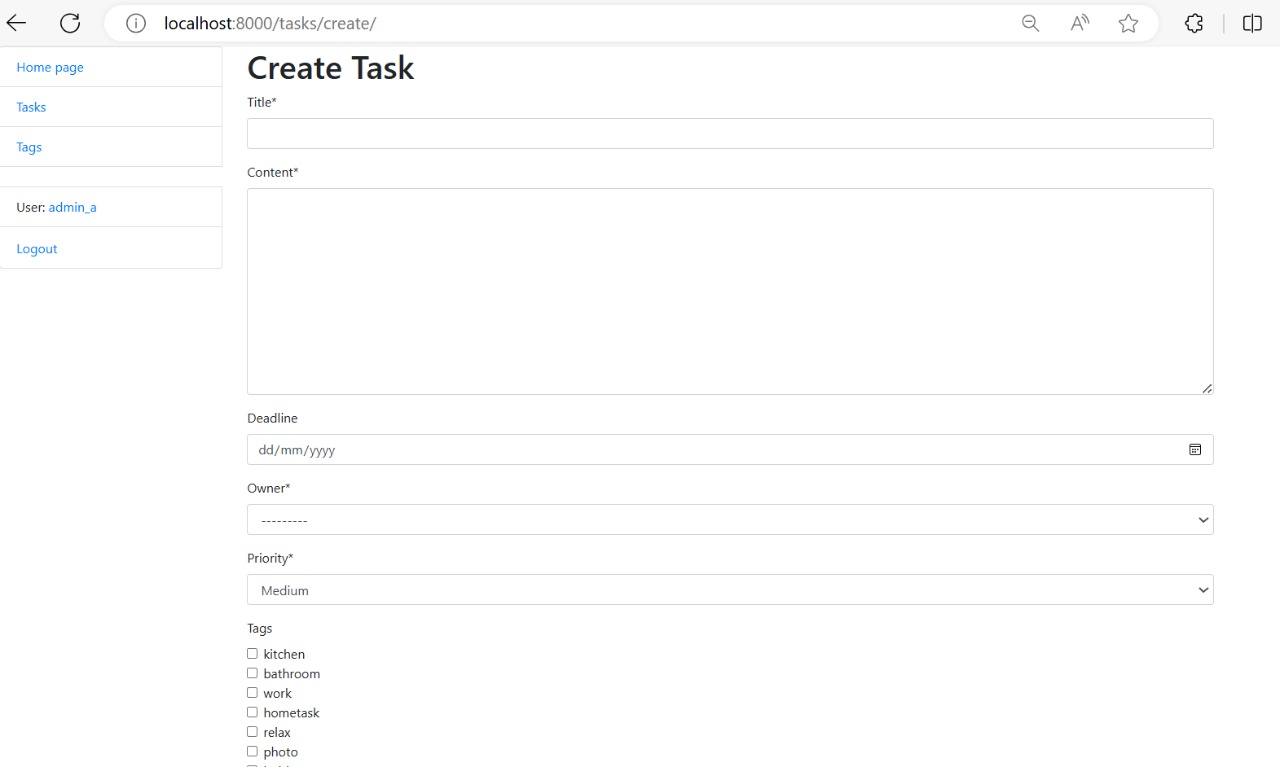 localhost:8000/tasks/create/
Home page
Tasks
Tags
User: admin_a
Logout
Create Task
Title*
Content*
Deadline
dd/mm/yyyy
Owner*
---------
Priority*
Medium
Tags
kitchen
bathroom
work
hometask
relax
photo